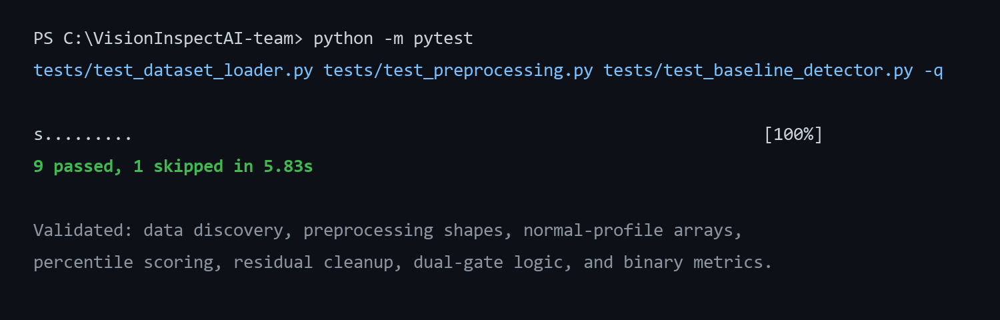 PS C:\VisionInspectAI-team> python -m pytest
tests/test_dataset_loader.py tests/test_preprocessing.py tests/test_baseline_detector.py -q
s......... [100%]
9 passed, 1 skipped in 5.83s
Validated: data discovery, preprocessing shapes, normal-profile arrays,
percentile scoring, residual cleanup, dual-gate logic, and binary metrics.